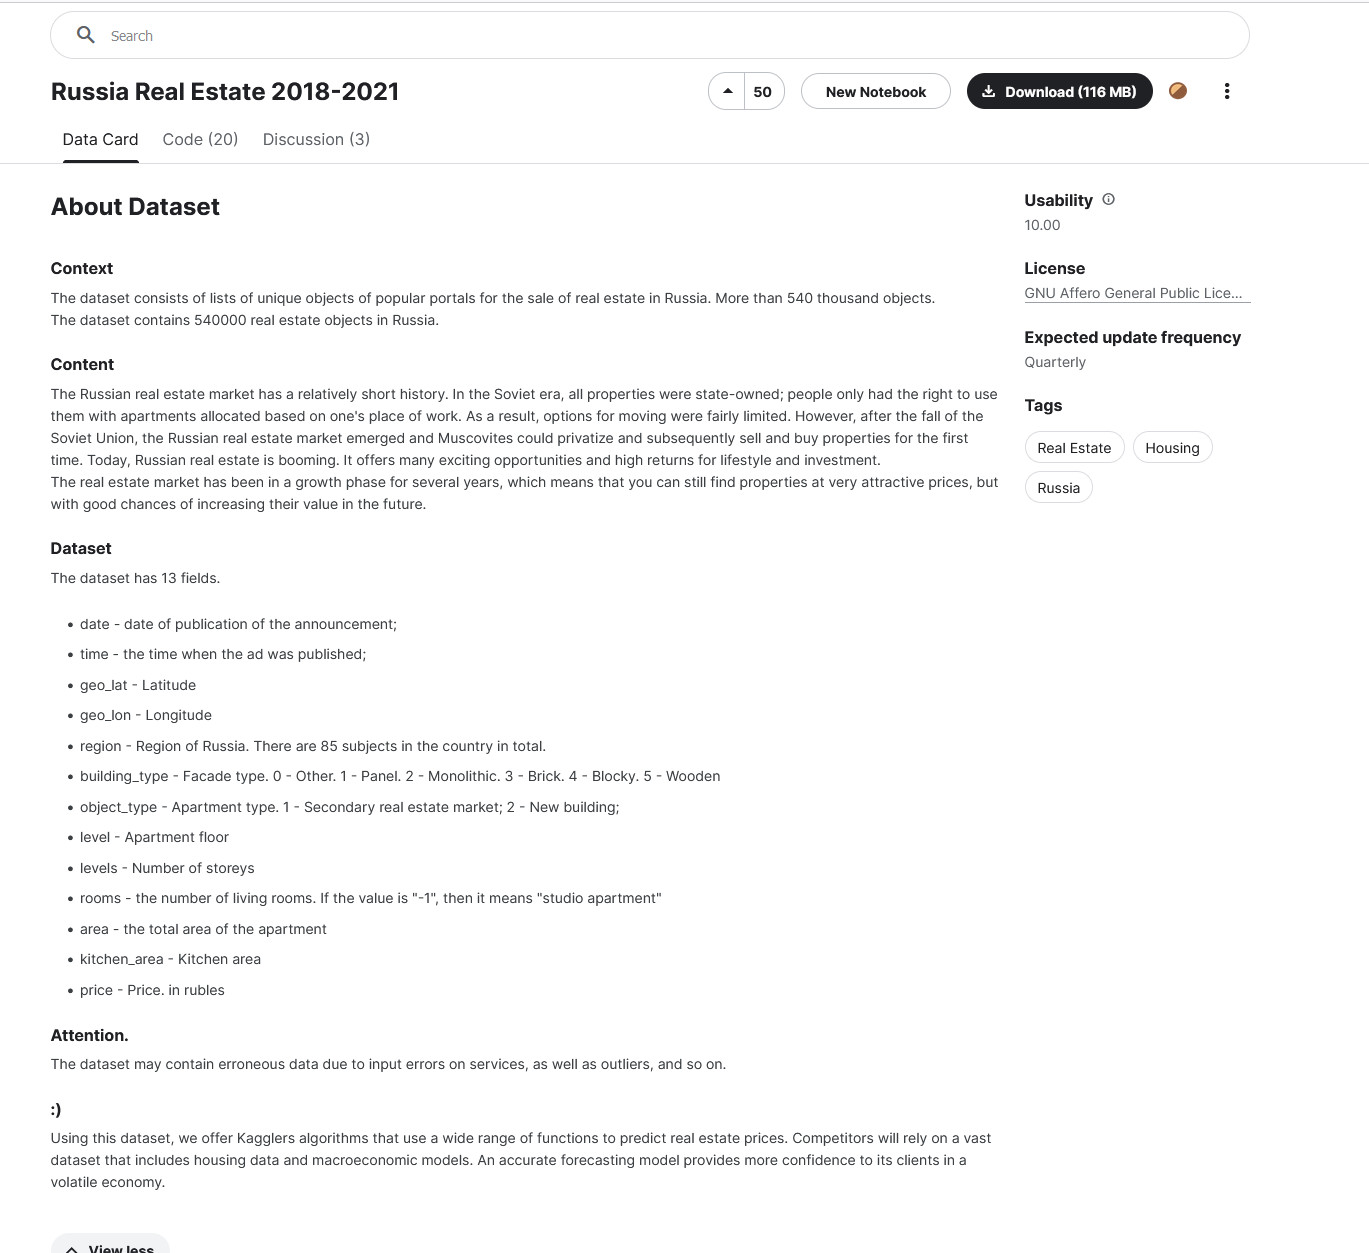 Search
Russia Real Estate 2018-2021
50
New Notebook
Download (116 MB)
Data Card
Code (20)
Discussion (3)
About Dataset
Context
The dataset consists of lists of unique objects of popular portals for the sale of real estate in Russia. More than 540 thousand objects.
The dataset contains 540000 real estate objects in Russia.
Content
The Russian real estate market has a relatively short history. In the Soviet era, all properties were state-owned; people only had the right to use
them with apartments allocated based on one's place of work. As a result, options for moving were fairly limited. However, after the fall of the
Soviet Union, the Russian real estate market emerged and Muscovites could privatize and subsequently sell and buy properties for the first
time. Today, Russian real estate is booming. It offers many exciting opportunities and high returns for lifestyle and investment.
The real estate market has been in a growth phase for several years, which means that you can still find properties at very attractive prices, but
with good chances of increasing their value in the future.
Dataset
The dataset has 13 fields.
• date - date of publication of the announcement;
• time - the time when the ad was published;
• geo_lat - Latitude
• geo_lon - Longitude
• region - Region of Russia. There are 85 subjects in the country in total.
• building_type - Facade type. 0 - Other. 1 - Panel. 2 - Monolithic. 3 - Brick. 4 - Blocky. 5 - Wooden
• object_type - Apartment type. 1 - Secondary real estate market; 2 - New building;
• level - Apartment floor
• levels - Number of storeys
• rooms - the number of living rooms. If the value is "-1", then it means "studio apartment"
• area - the total area of the apartment
• kitchen_area - Kitchen area
• price - Price. in rubles
Attention.
The dataset may contain erroneous data due to input errors on services, as well as outliers, and so on.
:)
Using this dataset, we offer Kagglers algorithms that use a wide range of functions to predict real estate prices. Competitors will rely on a vast
dataset that includes housing data and macroeconomic models. An accurate forecasting model provides more confidence to its clients in a
volatile economy.
View less
Usability
10.00
License
GNU Affero General Public Lice...
Expected update frequency
Quarterly
Tags
Real Estate
Housing
Russia